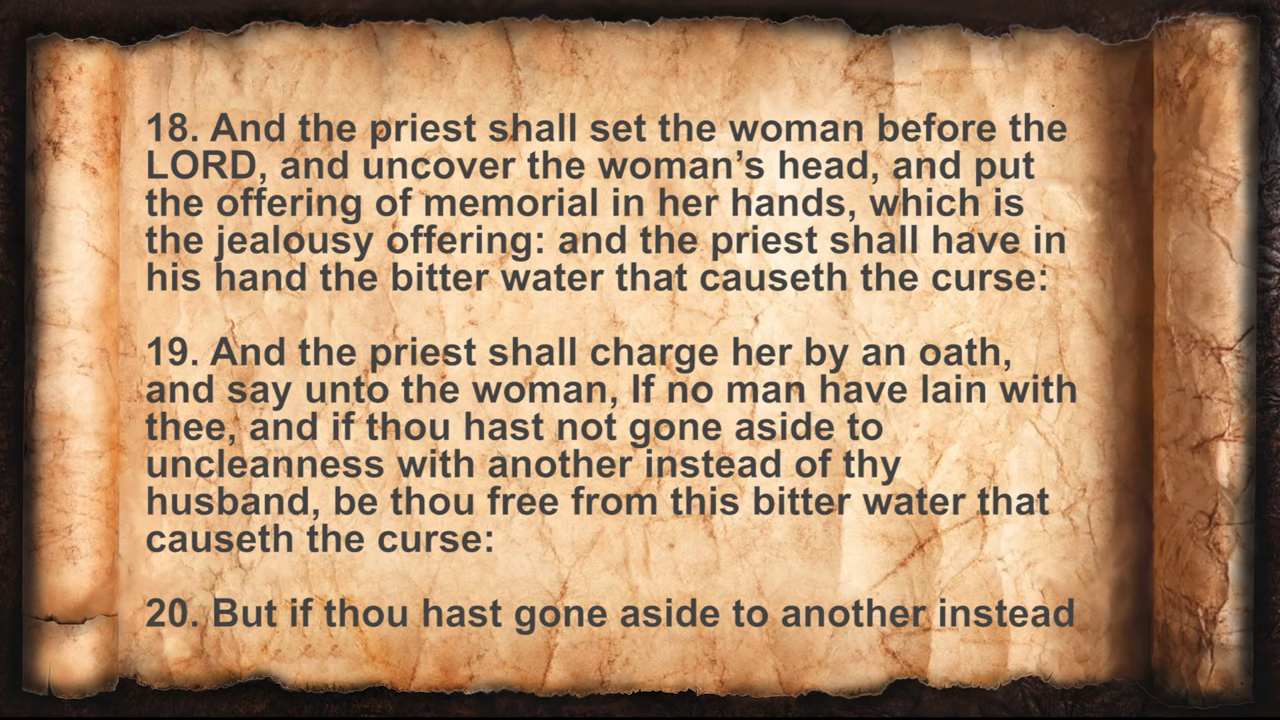 18. And the priest shall set the woman before the
LORD, and uncover the woman’s head, and put
the offering of memorial in her hands, which is
the jealousy offering: and the priest shall have in
his hand the bitter water that causeth the curse:
19. And the priest shall charge her by an oath,
and say unto the woman, If no man have lain with
thee, and if thou hast not gone aside to
uncleanness with another instead of thy
husband, be thou free from this bitter water that
causeth the curse:
20. But if thou hast gone aside to another instead